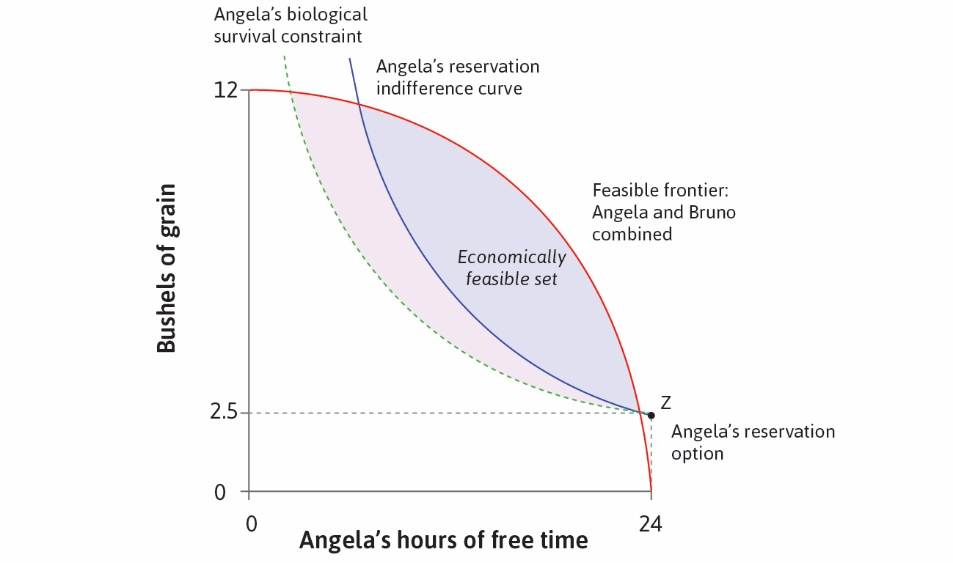 Angela’s biological
survival constraint
Angela’s reservation
indifference curve
12
Feasible frontier:
Angela and Bruno
combined
Bushels of grain
Economically
feasible set
2.5
Z
Angela’s reservation
option
0
0
24
Angela’s hours of free time